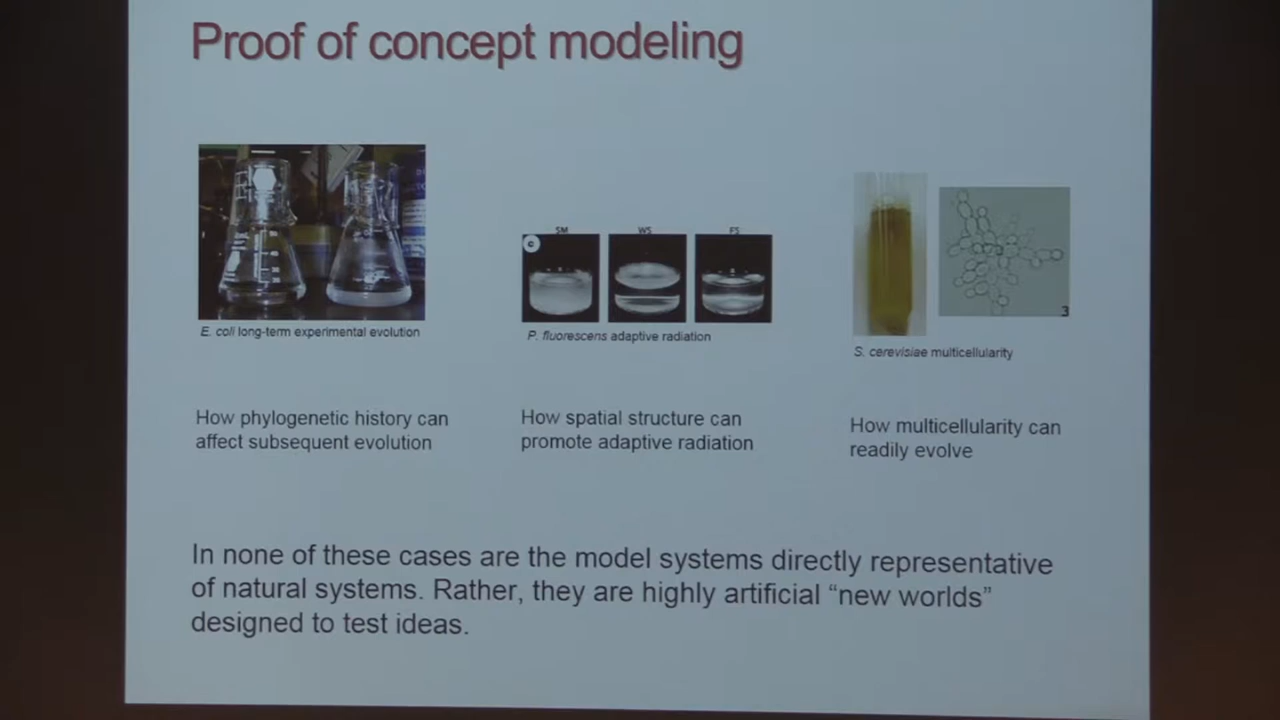 Proof of concept modeling
SM
WS
FS
c
E. coli long-term experimental evolution
P. fluorescens adaptive radiation
3
S. cerevisiae multicellularity
How phylogenetic history can
affect subsequent evolution
How spatial structure can
promote adaptive radiation
How multicellularity can
readily evolve
In none of these cases are the model systems directly representative
of natural systems. Rather, they are highly artificial “new worlds”
designed to test ideas.